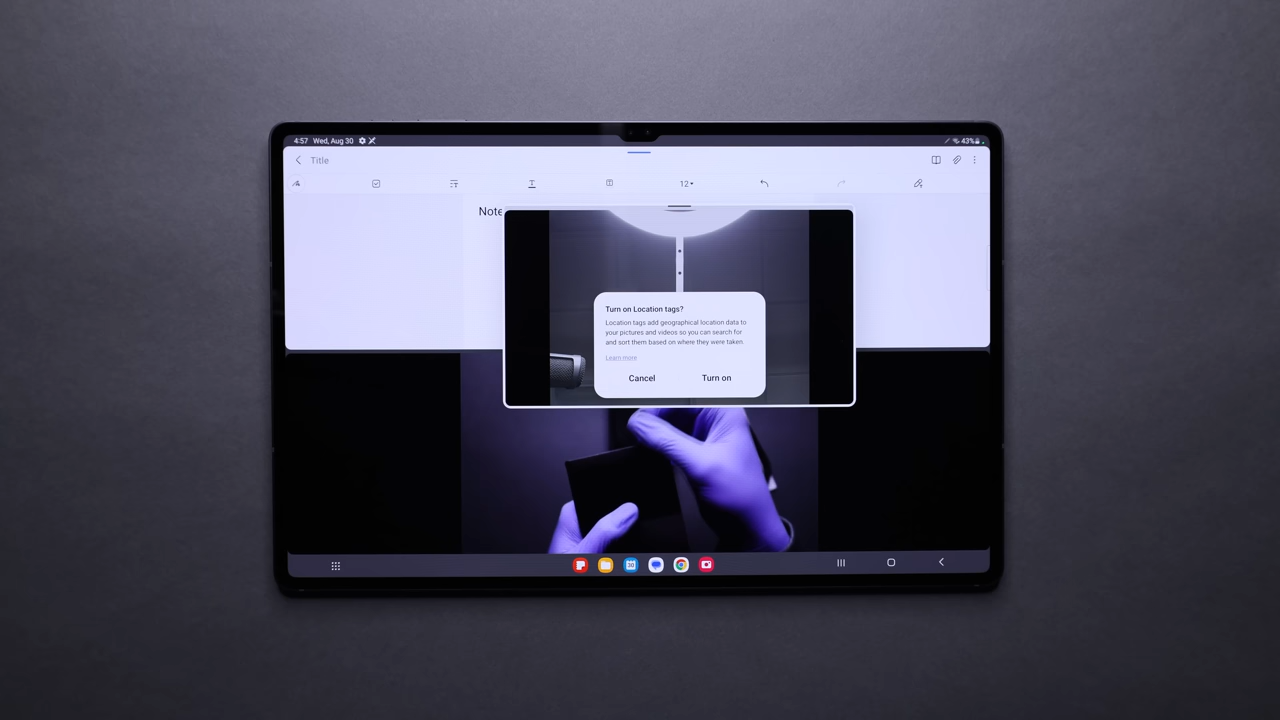 4:57 Wed, Aug 30
43%
Title
12
Note
Turn on Location tags?
Location tags add geographical location data to
your pictures and videos so you can search for
and sort them based on where they were taken.
Learn more
Cancel Turn on
30